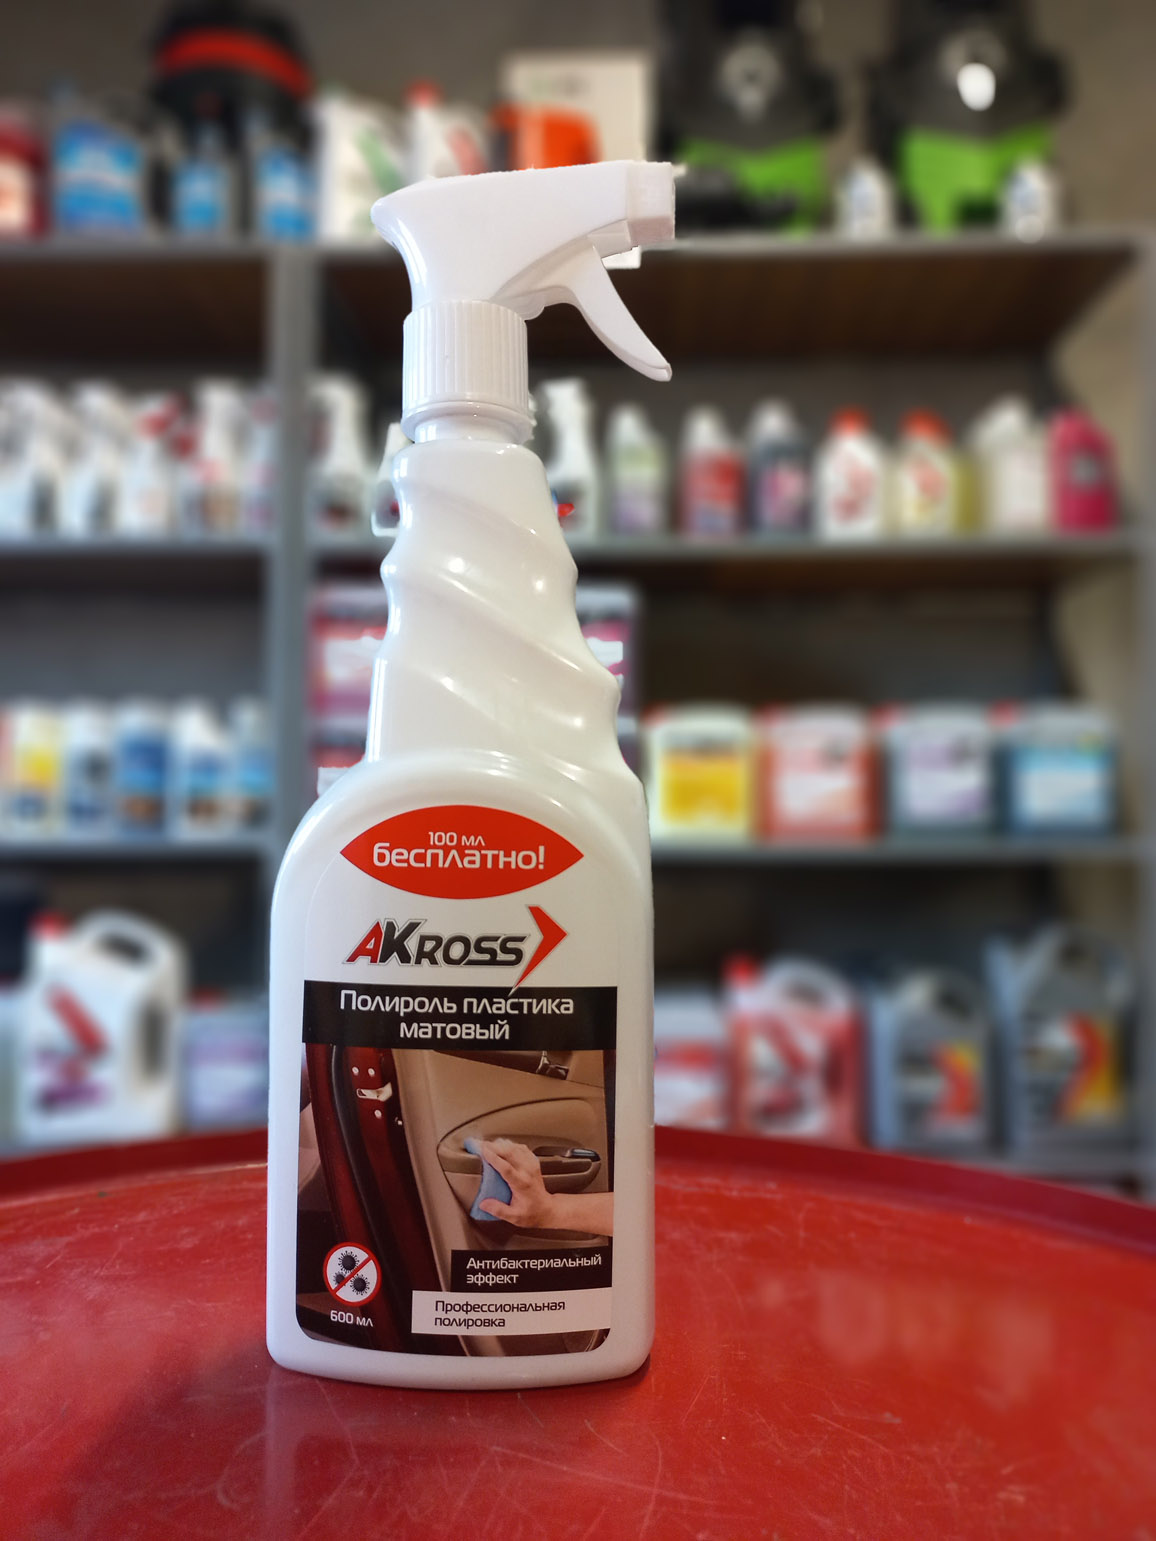 100 мл
бесплатно!
AKROSS
Полироль пластика
матовый
Антибактериальный
эффект
Профессиональная
полировка
600 мл